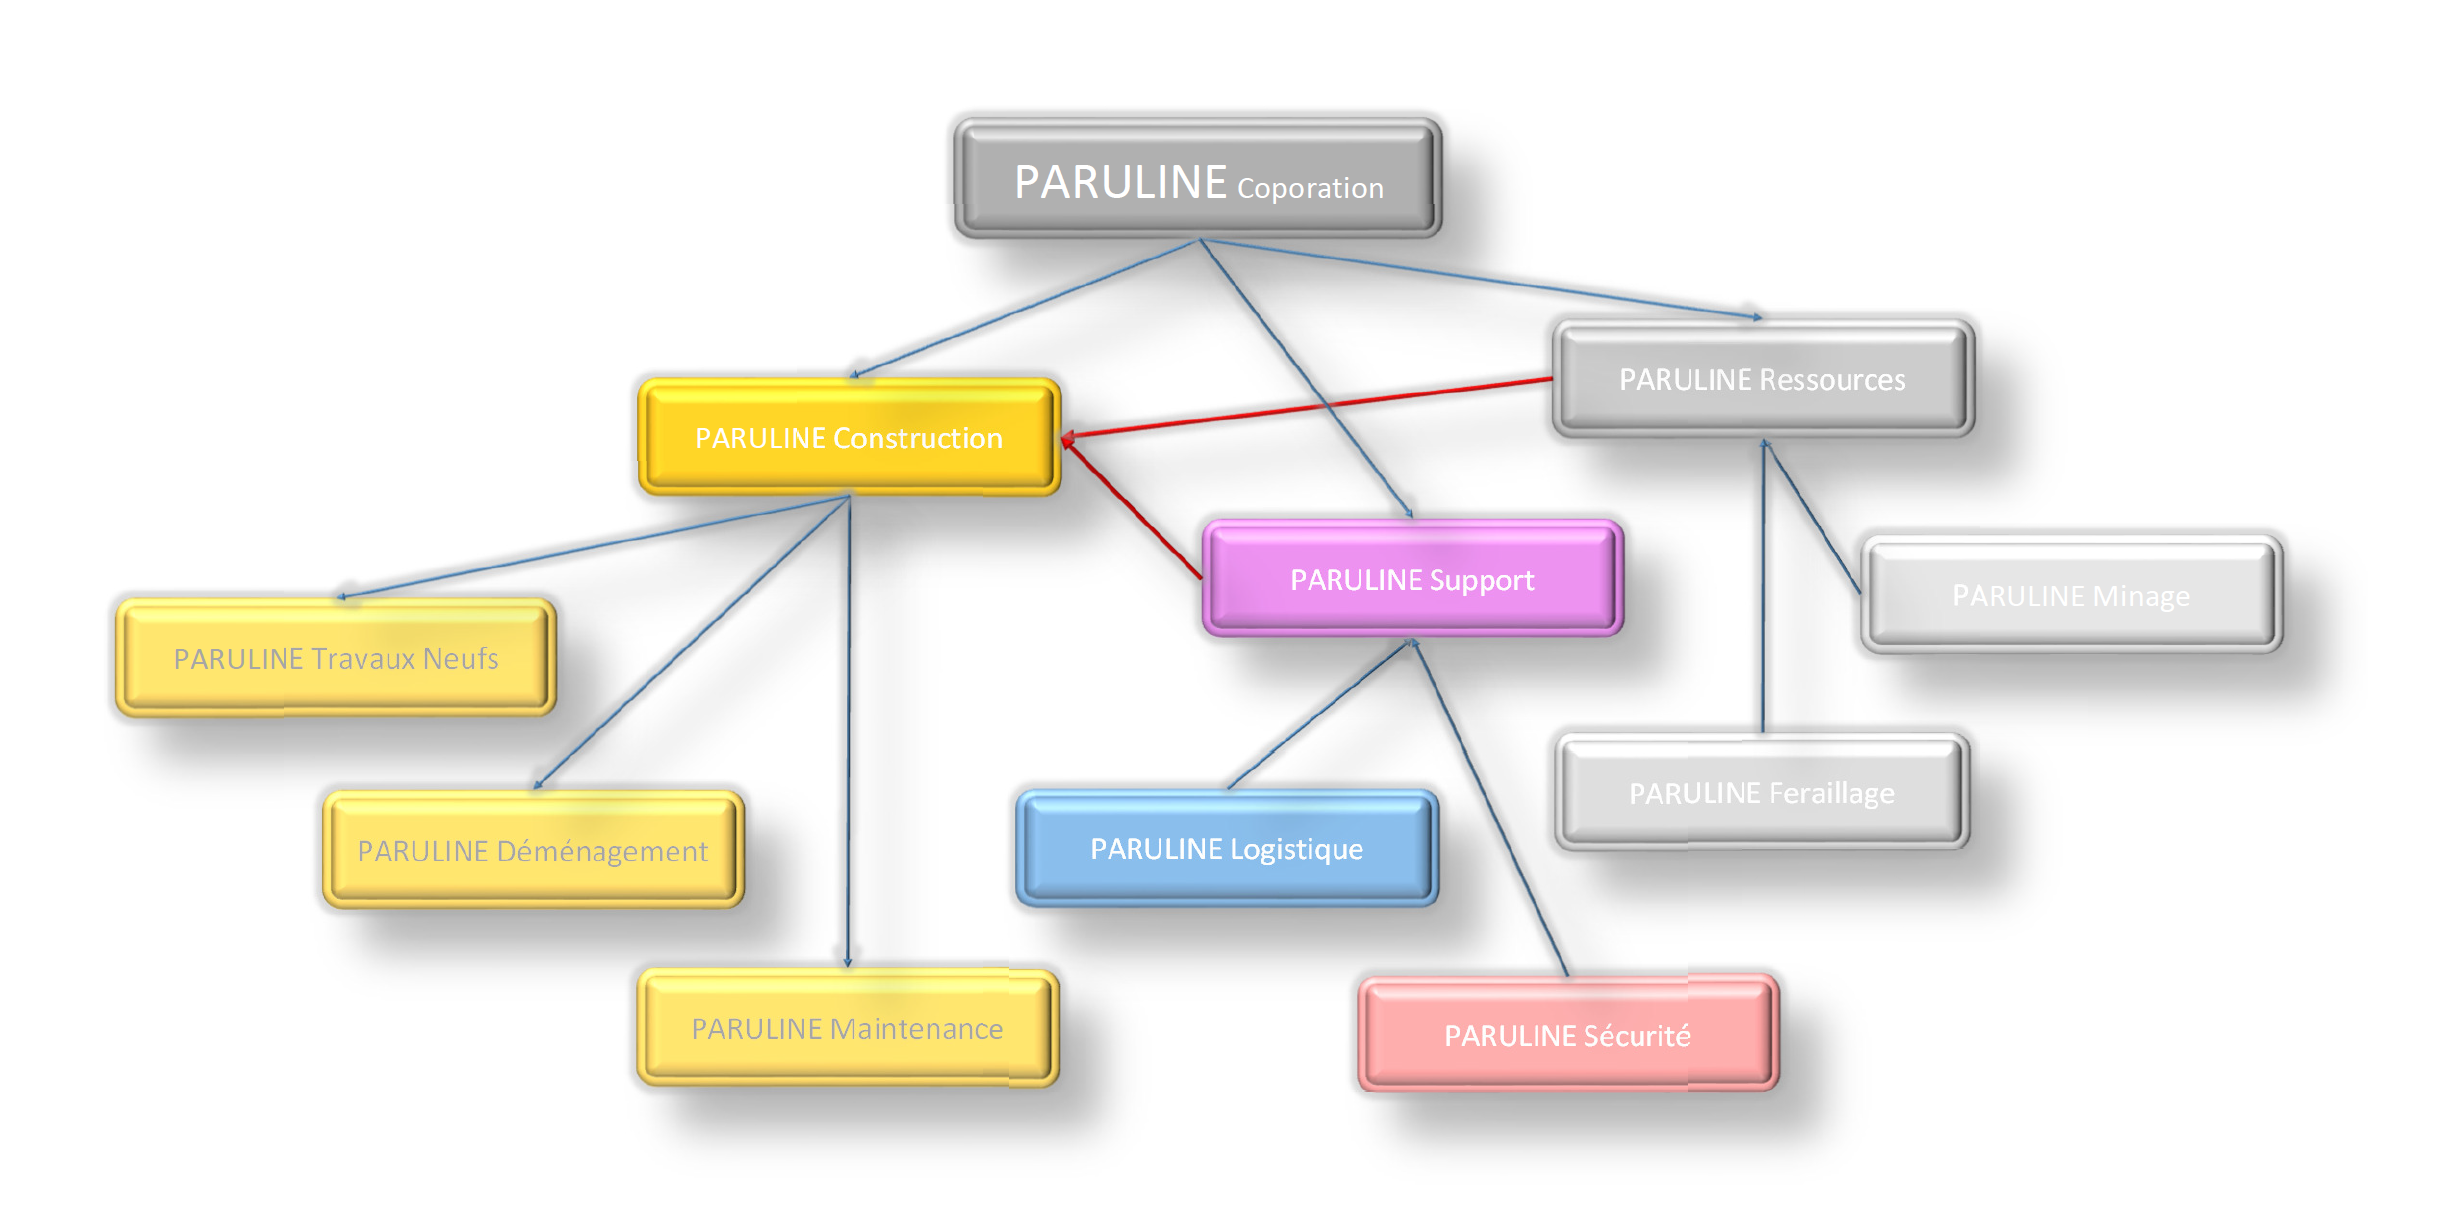 PARULINE Coporation
PARULINE Ressources
PARULINE Construction
PARULINE Support
PARULINE Minage
PARULINE Travaux Neufs
PARULINE Feraillage
PARULINE Déménagement
PARULINE Logistique
PARULINE Maintenance
PARULINE Sécurité